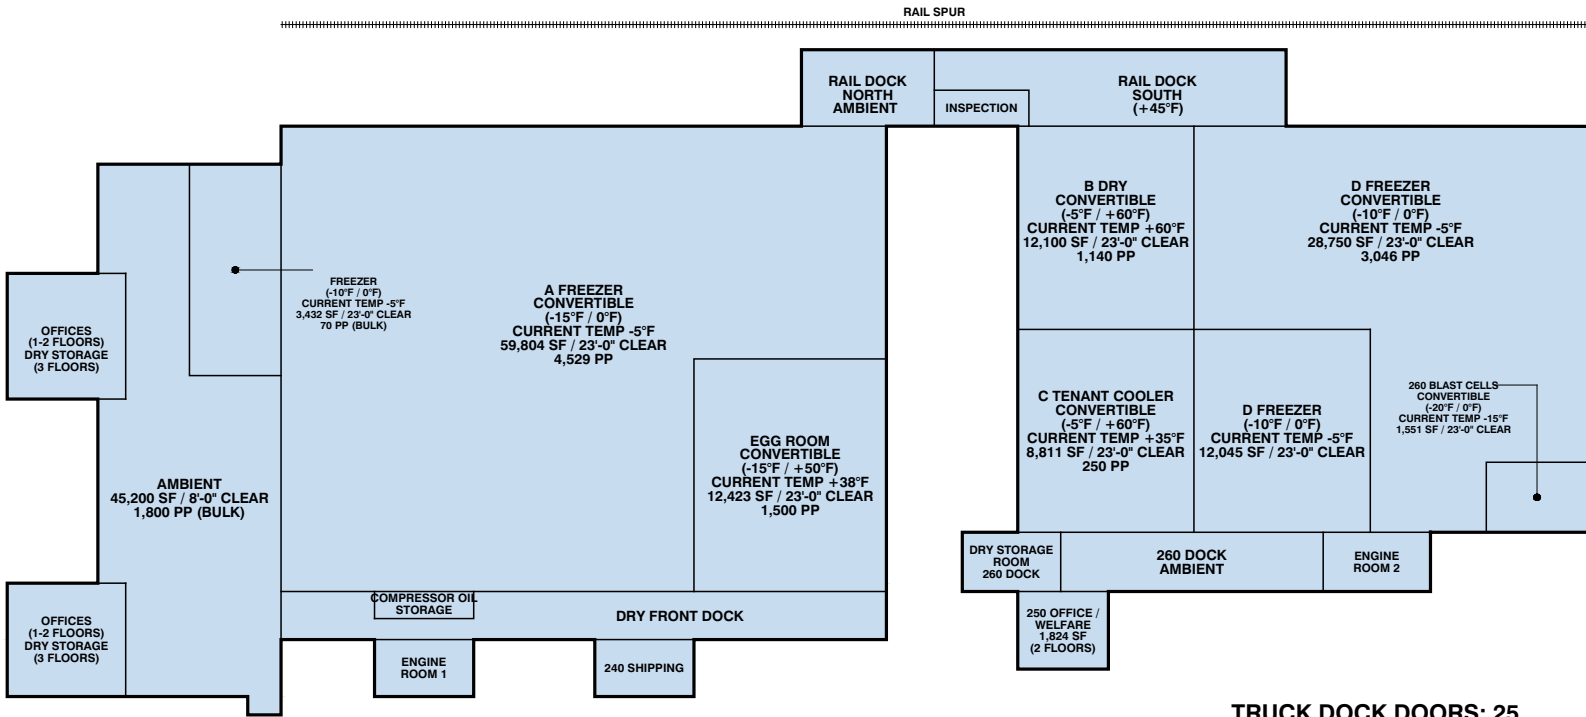 RAIL SPUR
RAIL DOCK
NORTH
AMBIENT
INSPECTION
RAIL DOCK
SOUTH
(+45°F)
B DRY
CONVERTIBLE
(-5°F / +60°F)
CURRENT TEMP +60°F
12,100 SF / 23'-0" CLEAR
1,140 PP
D FREEZER
CONVERTIBLE
(-10°F / 0°F)
CURRENT TEMP -5°F
28,750 SF / 23'-0" CLEAR
3,046 PP
FREEZER
(-10°F / 0°F)
CURRENT TEMP -5°F
3,432 SF / 23'-0" CLEAR
70 PP (BULK)
A FREEZER
CONVERTIBLE
(-15°F / 0°F)
CURRENT TEMP -5°F
59,804 SF / 23'-0" CLEAR
4,529 PP
OFFICES
(1-2 FLOORS)
DRY STORAGE
(3 FLOORS)
C TENANT COOLER
CONVERTIBLE
(-5°F / +60°F)
CURRENT TEMP +35°F
8,811 SF / 23'-0" CLEAR
250 PP
D FREEZER
(-10°F / 0°F)
CURRENT TEMP -5°F
12,045 SF / 23'-0" CLEAR
260 BLAST CELLS
CONVERTIBLE
(-20°F / 0°F)
CURRENT TEMP -15°F
1,551 SF / 23'-0" CLEAR
EGG ROOM
CONVERTIBLE
(-15°F / +50°F)
CURRENT TEMP +38°F
12,423 SF / 23'-0" CLEAR
1,500 PP
AMBIENT
45,200 SF / 8'-0" CLEAR
1,800 PP (BULK)
DRY STORAGE
ROOM
260 DOCK
260 DOCK
AMBIENT
ENGINE
ROOM 2
COMPRESSOR OIL
STORAGE
DRY FRONT DOCK
250 OFFICE /
WELFARE
1,824 SF
(2 FLOORS)
OFFICES
(1-2 FLOORS)
DRY STORAGE
(3 FLOORS)
ENGINE
ROOM 1
240 SHIPPING
TRUCK DOCK DOORS: 25